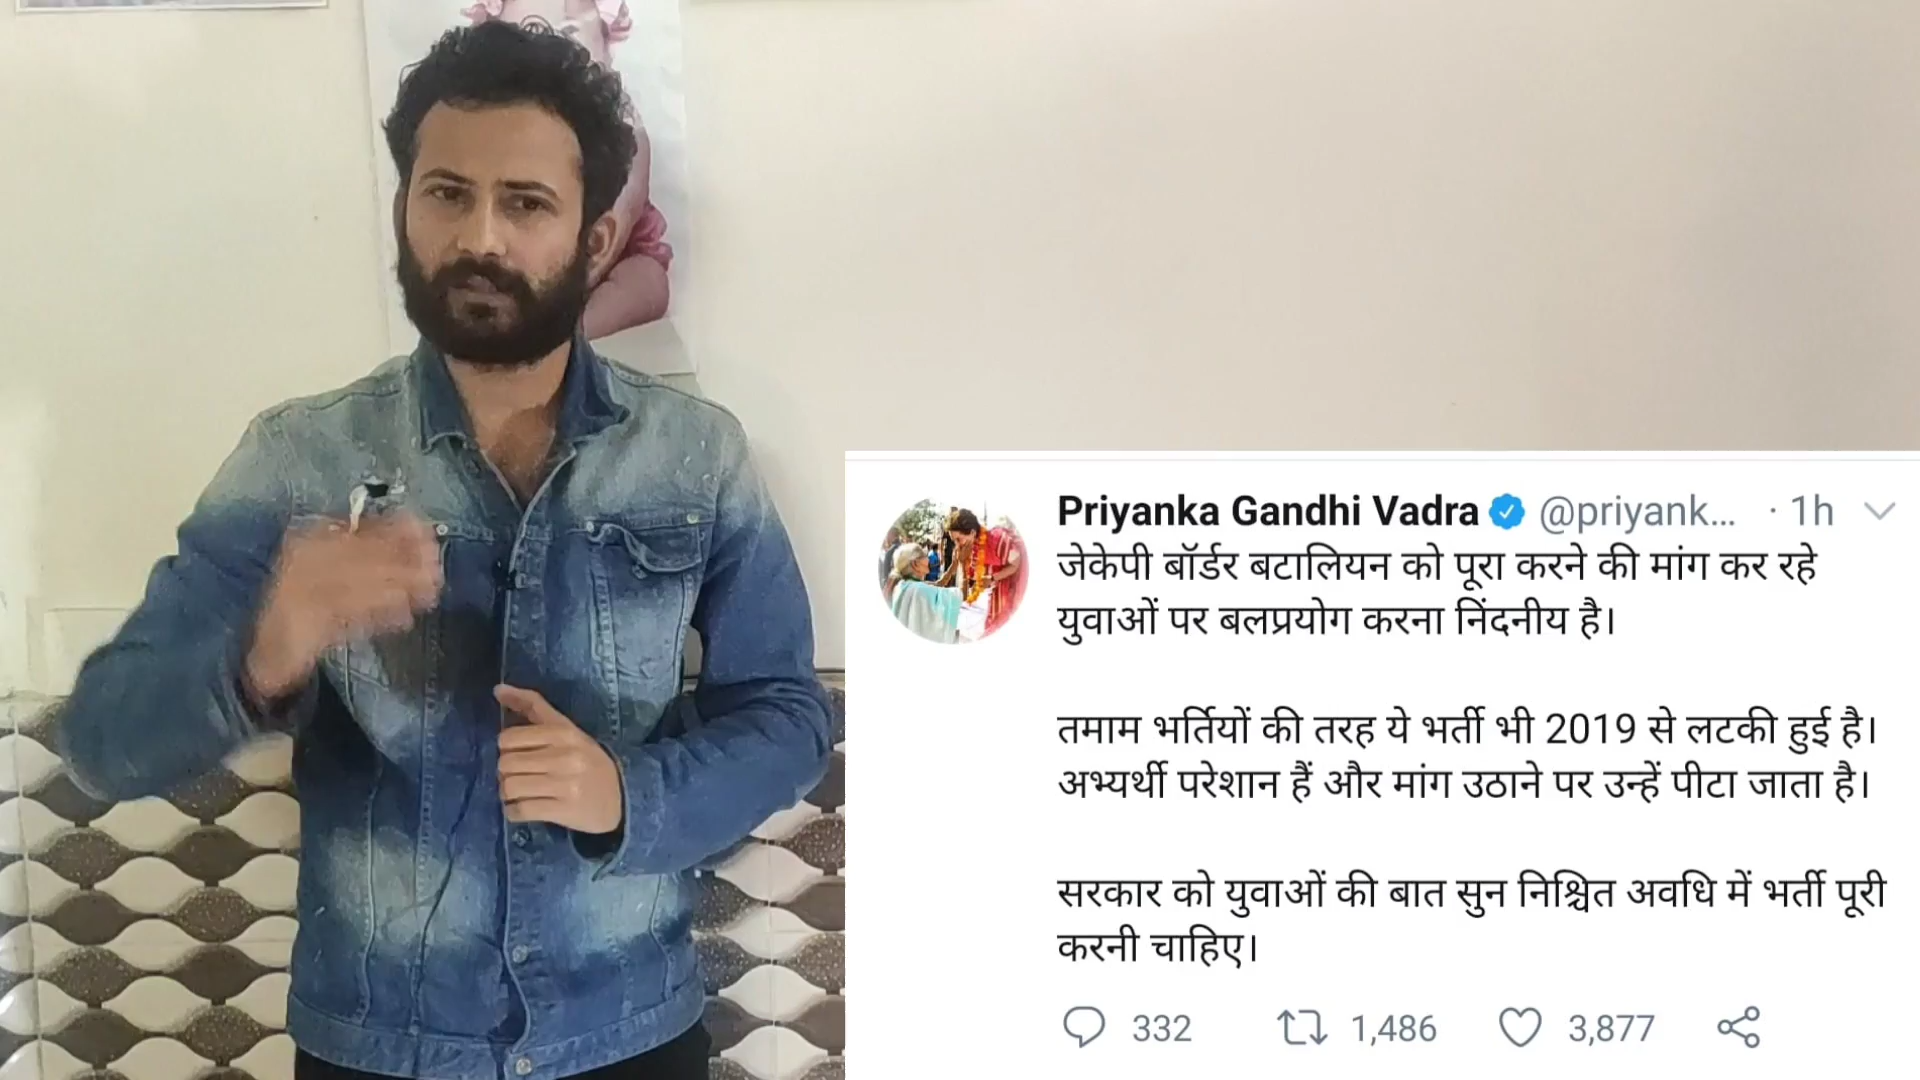 Priyanka Gandhi Vadra @priyank... · 1h
जेकेपी बॉर्डर बटालियन को पूरा करने की मांग कर रहे
युवाओं पर बलप्रयोग करना निंदनीय है।
तमाम भर्तियों की तरह ये भर्ती भी 2019 से लटकी हुई है।
अभ्यर्थी परेशान हैं और मांग उठाने पर उन्हें पीटा जाता है।
सरकार को युवाओं की बात सुन निश्चित अवधि में भर्ती पूरी
करनी चाहिए।
332 1,486 3,877